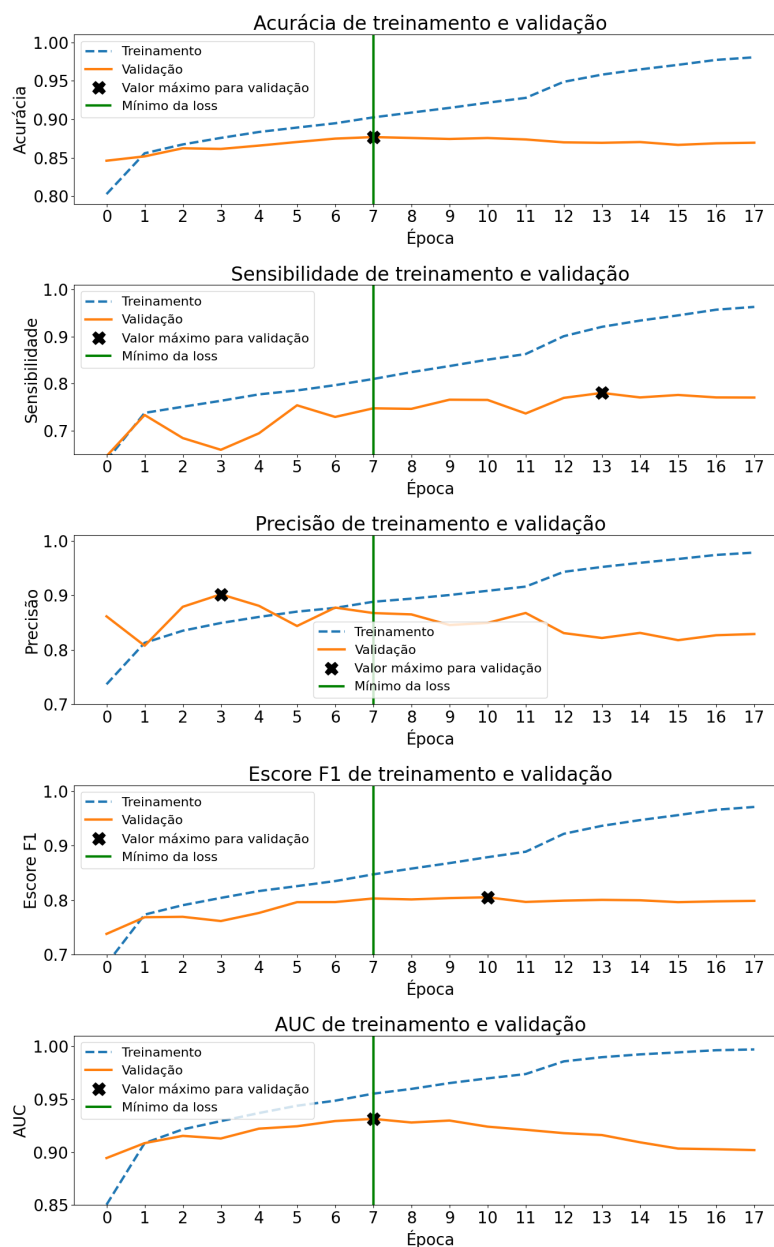 Acurácia de treinamento e validação
1.00
0.95
0.90
0.85
0.80
Acurácia
Treinamento
Validação
Valor máximo para validação
Mínimo da loss
0 1 2 3 4 5 6 7 8 9 10 11 12 13 14 15 16 17
Época
Sensibilidade de treinamento e validação
1.0
0.9
0.8
0.7
Sensibilidade
Treinamento
Validação
Valor máximo para validação
Mínimo da loss
0 1 2 3 4 5 6 7 8 9 10 11 12 13 14 15 16 17
Época
Precisão de treinamento e validação
1.0
0.9
0.8
0.7
Precisão
Treinamento
Validação
Valor máximo para validação
Mínimo da loss
0 1 2 3 4 5 6 7 8 9 10 11 12 13 14 15 16 17
Época
Escore F1 de treinamento e validação
1.0
0.9
0.8
0.7
Escore F1
Treinamento
Validação
Valor máximo para validação
Mínimo da loss
0 1 2 3 4 5 6 7 8 9 10 11 12 13 14 15 16 17
Época
AUC de treinamento e validação
1.00
0.95
0.90
0.85
AUC
Treinamento
Validação
Valor máximo para validação
Mínimo da loss
0 1 2 3 4 5 6 7 8 9 10 11 12 13 14 15 16 17
Época